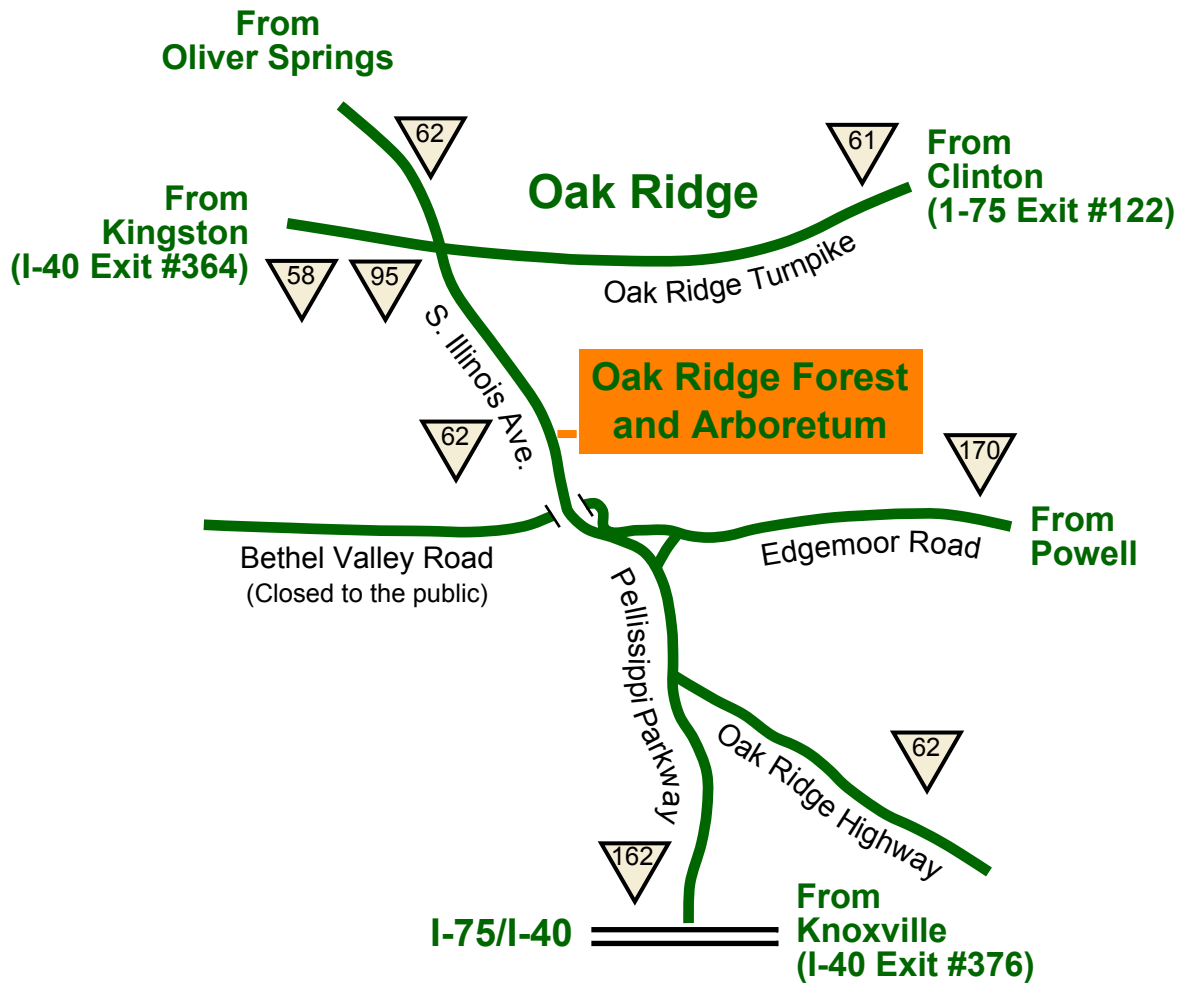 From
Oliver Springs
62
61
From
Clinton
(1-75 Exit #122)
Oak Ridge
From
Kingston
(I-40 Exit #364)
58
95
Oak Ridge Turnpike
S. Illinois Ave.
Oak Ridge Forest
and Arboretum
62
170
From
Powell
Edgemoor Road
Bethel Valley Road
(Closed to the public)
Pellissippi Parkway
Oak Ridge Highway
62
162
I-75/I-40
From
Knoxville
(I-40 Exit #376)